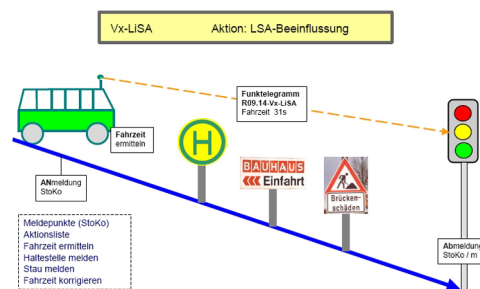 Vx-LiSA Aktion: LSA-Beeinflussung
Funktelegramm
R09.14-Vx-LiSA
Fahrzeit 31s
Fahrzeit
ermitteln
H
BAUHAUS
Einfahrt
Brücken-
schäden
ANmeldung
StoKo
Meldepunkte (StoKo)
Aktionsliste
Fahrzeit ermitteln
Haltestelle melden
Stau melden
Fahrzeit korrigieren
Abmeldung
StoKo / m